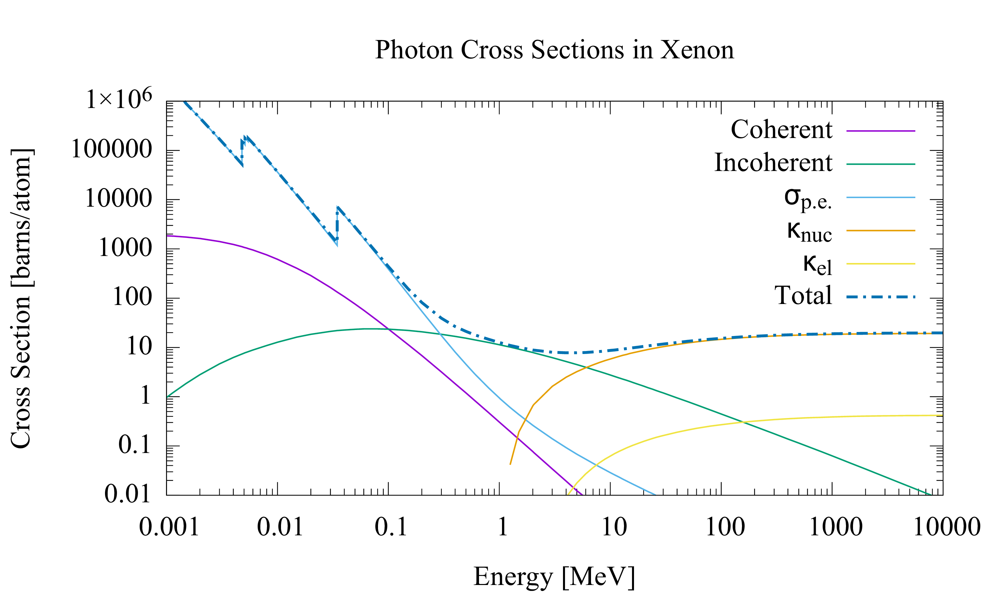 Photon Cross Sections in Xenon
Cross Section [barns/atom]
1×10⁶
100000
10000
1000
100
10
1
0.1
0.01
Coherent
Incoherent
σp.e.
κnuc
κel
Total
0.001 0.01 0.1 1 10 100 1000 10000
Energy [MeV]